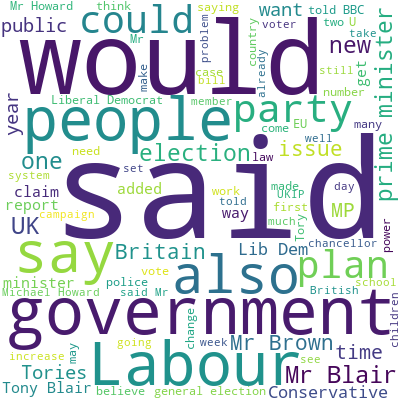 Mr Howard think saying problem told BBC two U
public could Mr want country voter take
would new
make case bill already still get
year Liberal Democrat member number
people party come EU many prime minister
one need election issue well
system set law
claim added work made day
report told way UKIP MP
UK campaign first Tory power
said
say Britain much chancellor
Lib Dem
minister vote also plan
Michael Howard police said Mr British school
government
going change week Mr Brown children
Labour see time
increase may Tories Mr Blair
Tony Blair believe general election Conservative